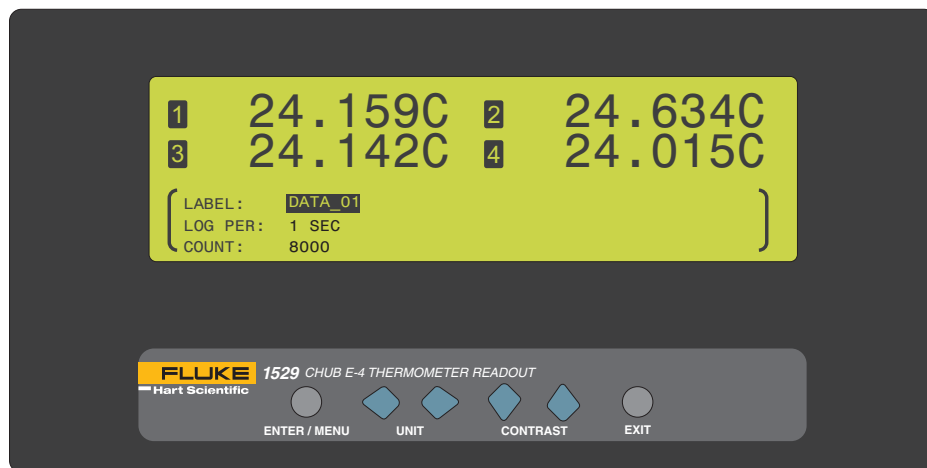 1 24.159C 2 24.634C
3 24.142C 4 24.015C
LABEL: DATA_01
LOG PER: 1 SEC
COUNT: 8000
FLUKE 1529 CHUB E-4 THERMOMETER READOUT
Hart Scientific
ENTER / MENU UNIT CONTRAST EXIT